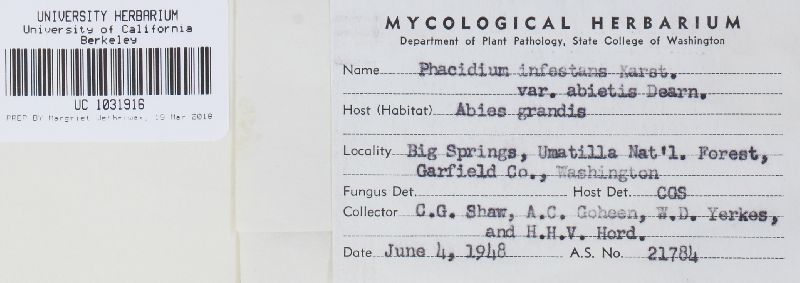 UNIVERSITY HERBARIUM
University of California
Berkeley
UC 1031916
PREP BY Margriet Wetherwax, 19 Mar 2018
MYCOLOGICAL HERBARIUM
Department of Plant Pathology, State College of Washington
Name Phacidium infestans Karst.
var. abietis Dearn.
Host (Habitat) Abies grandis
Locality Big Springs, Umatilla Nat'l. Forest,
Garfield Co., Washington
Fungus Det. Host Det. CGS
Collector C.G. Shaw, A.C. Goheen, W.D. Yerkes,
and H.H.V. Hord.
Date June 4, 1948 A.S. No. 21784